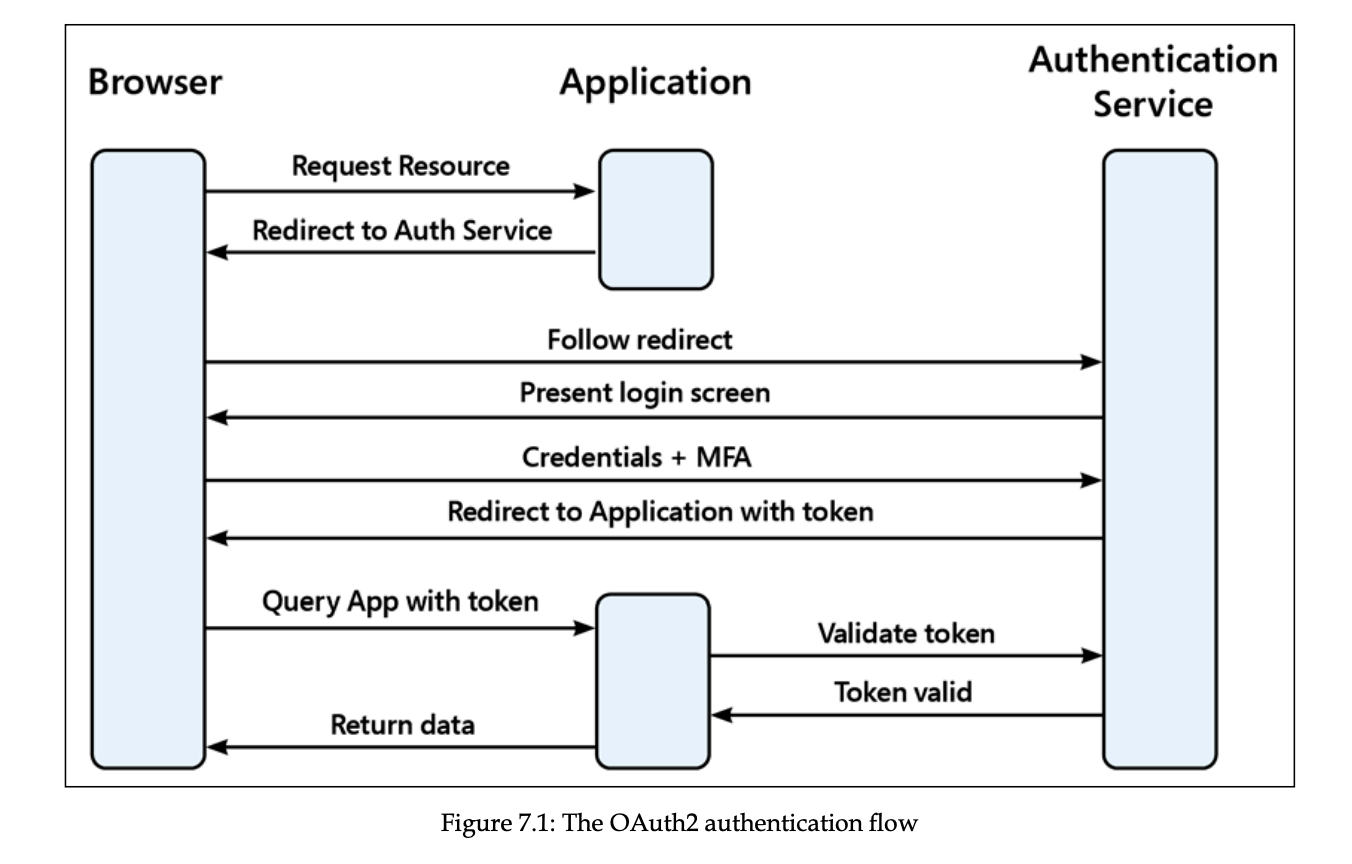 Browser
Application
Authentication
Service
Request Resource
Redirect to Auth Service
Follow redirect
Present login screen
Credentials + MFA
Redirect to Application with token
Query App with token
Validate token
Token valid
Return data
Figure 7.1: The OAuth2 authentication flow